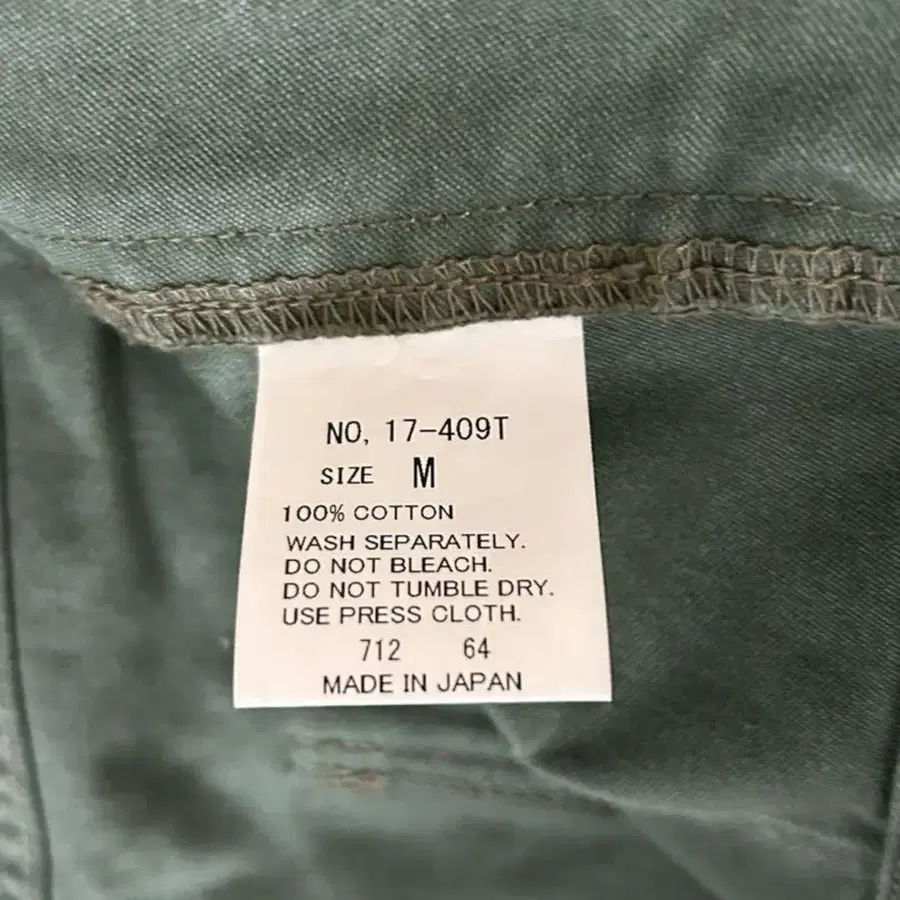 NO, 17-409T
SIZE M
100% COTTON
WASH SEPARATELY.
DO NOT BLEACH.
DO NOT TUMBLE DRY.
USE PRESS CLOTH.
712 64
MADE IN JAPAN